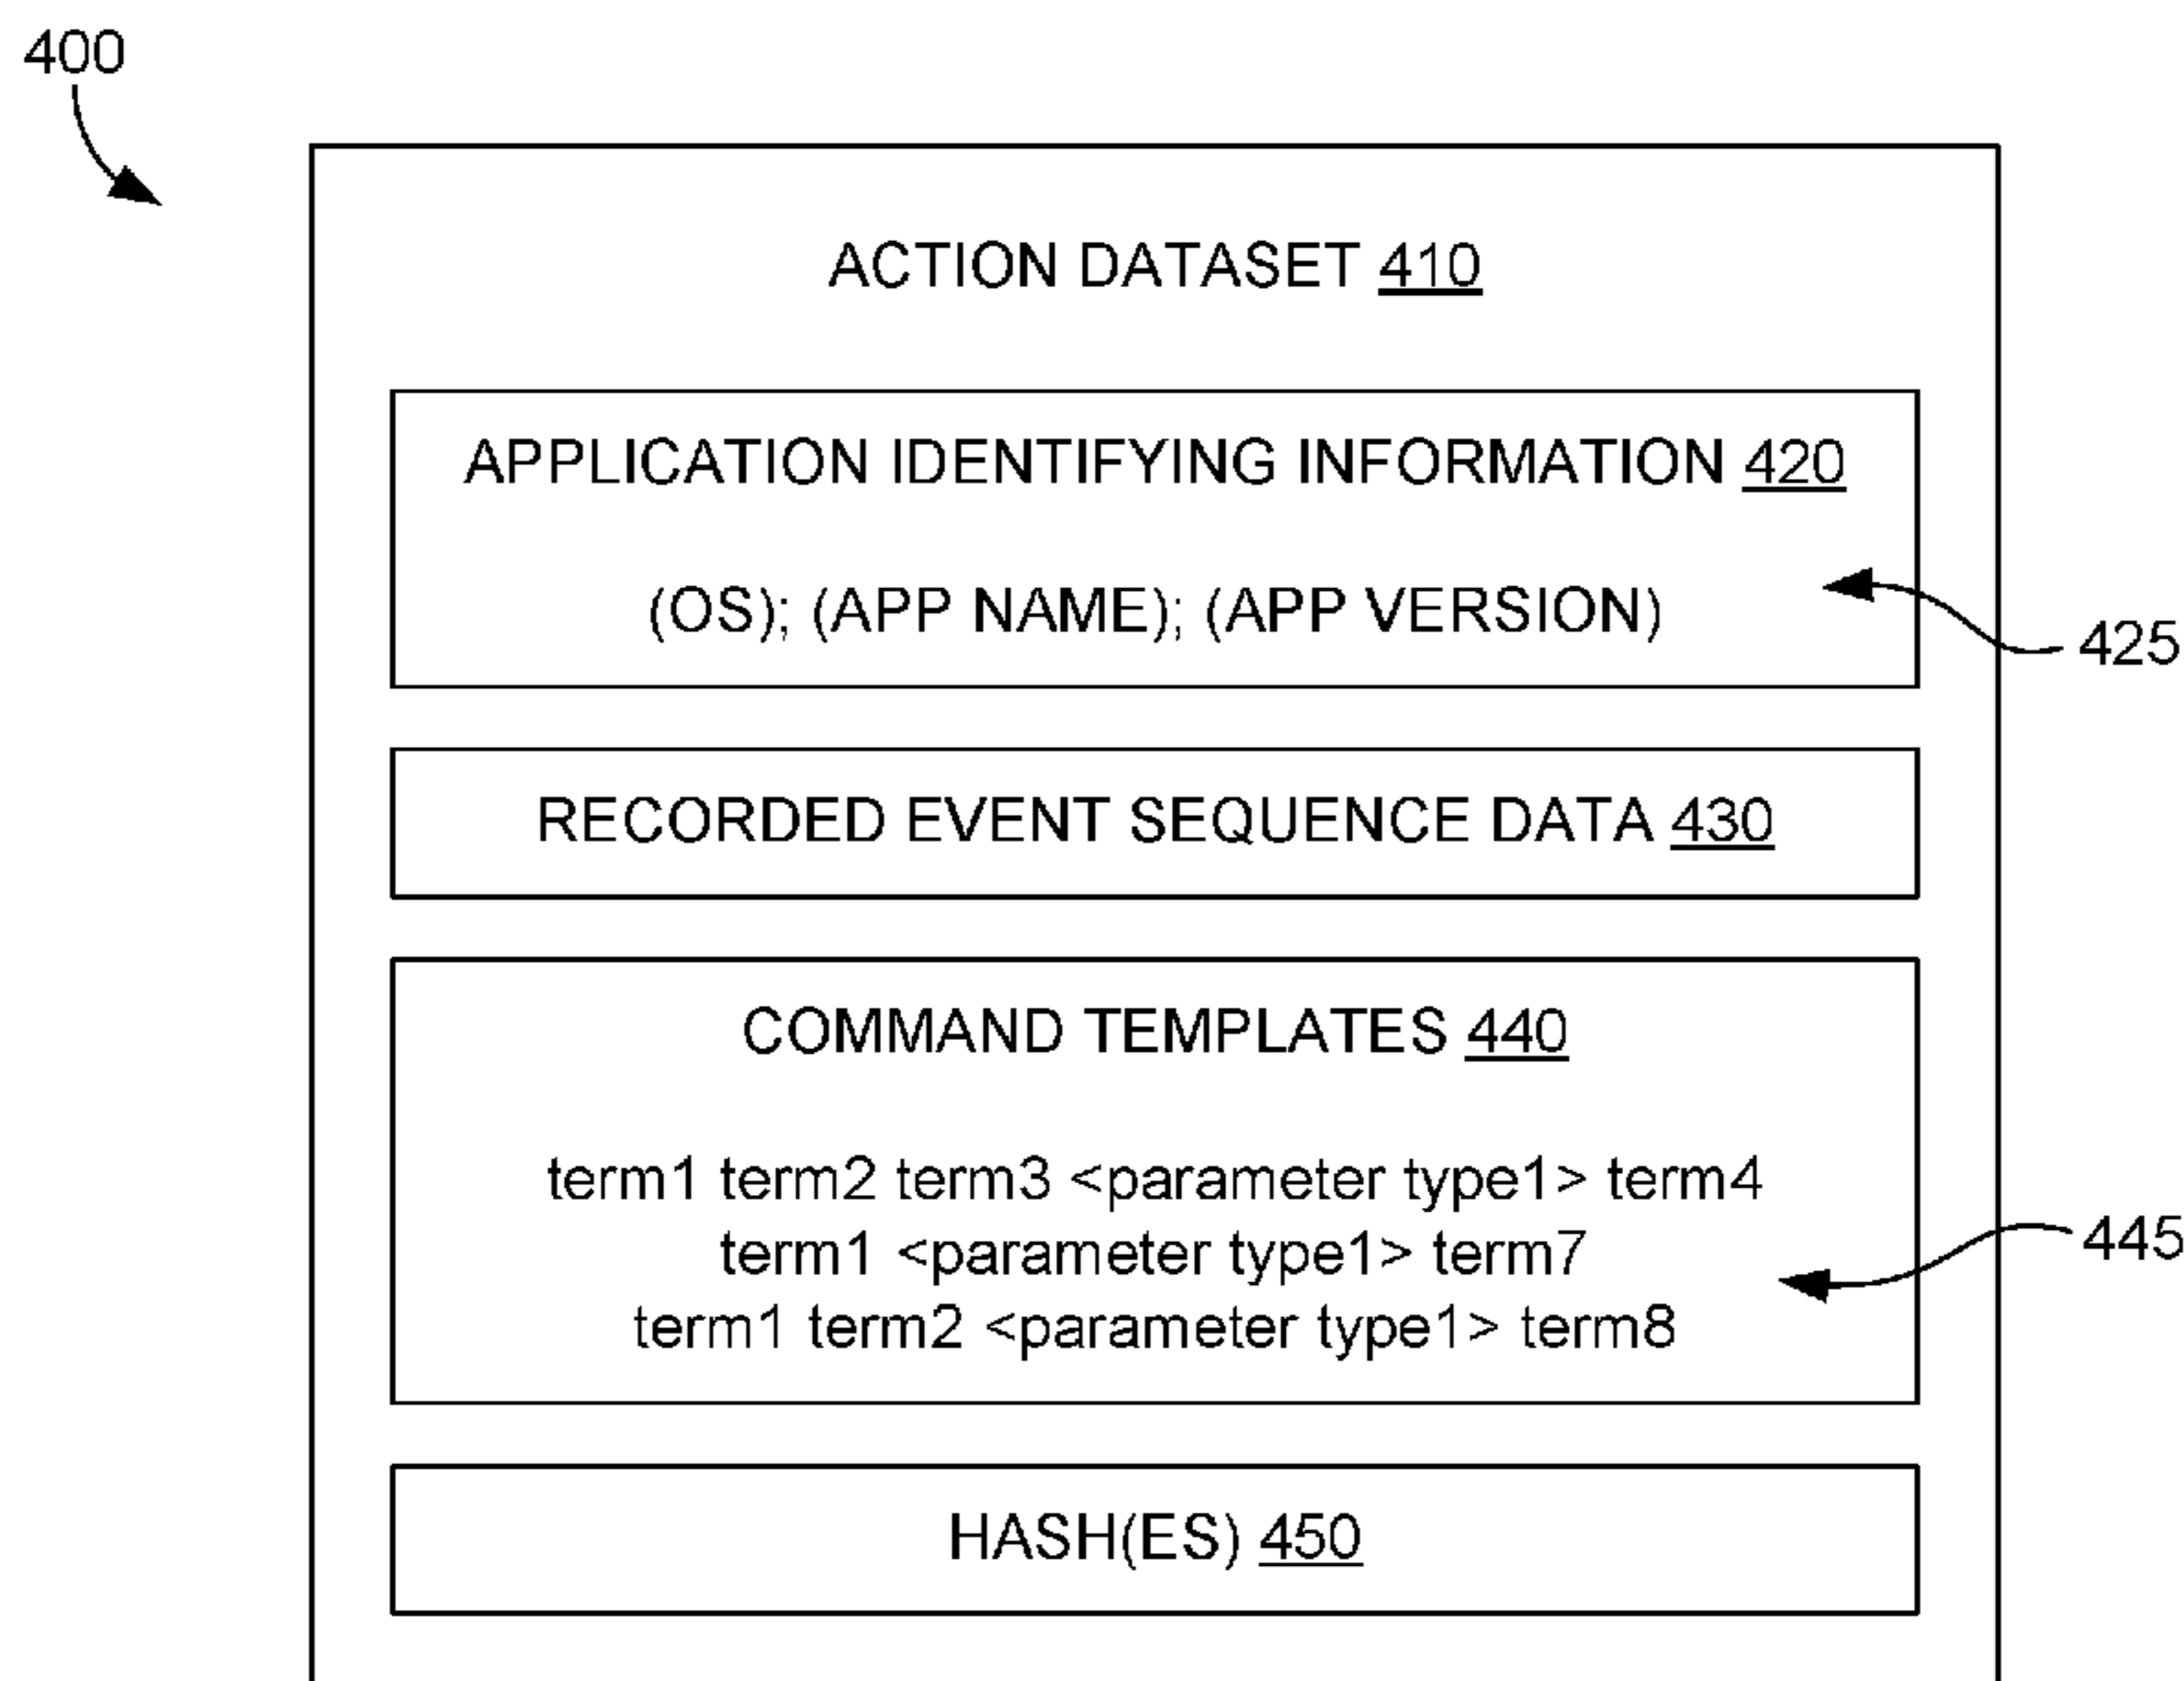 400
ACTION DATASET 410
APPLICATION IDENTIFYING INFORMATION 420
(OS); (APP NAME); (APP VERSION)
425
RECORDED EVENT SEQUENCE DATA 430
COMMAND TEMPLATES 440
term1 term2 term3 <parameter type1> term4
term1 <parameter type1> term7
445
term1 term2 <parameter type1> term8
HASH(ES) 450